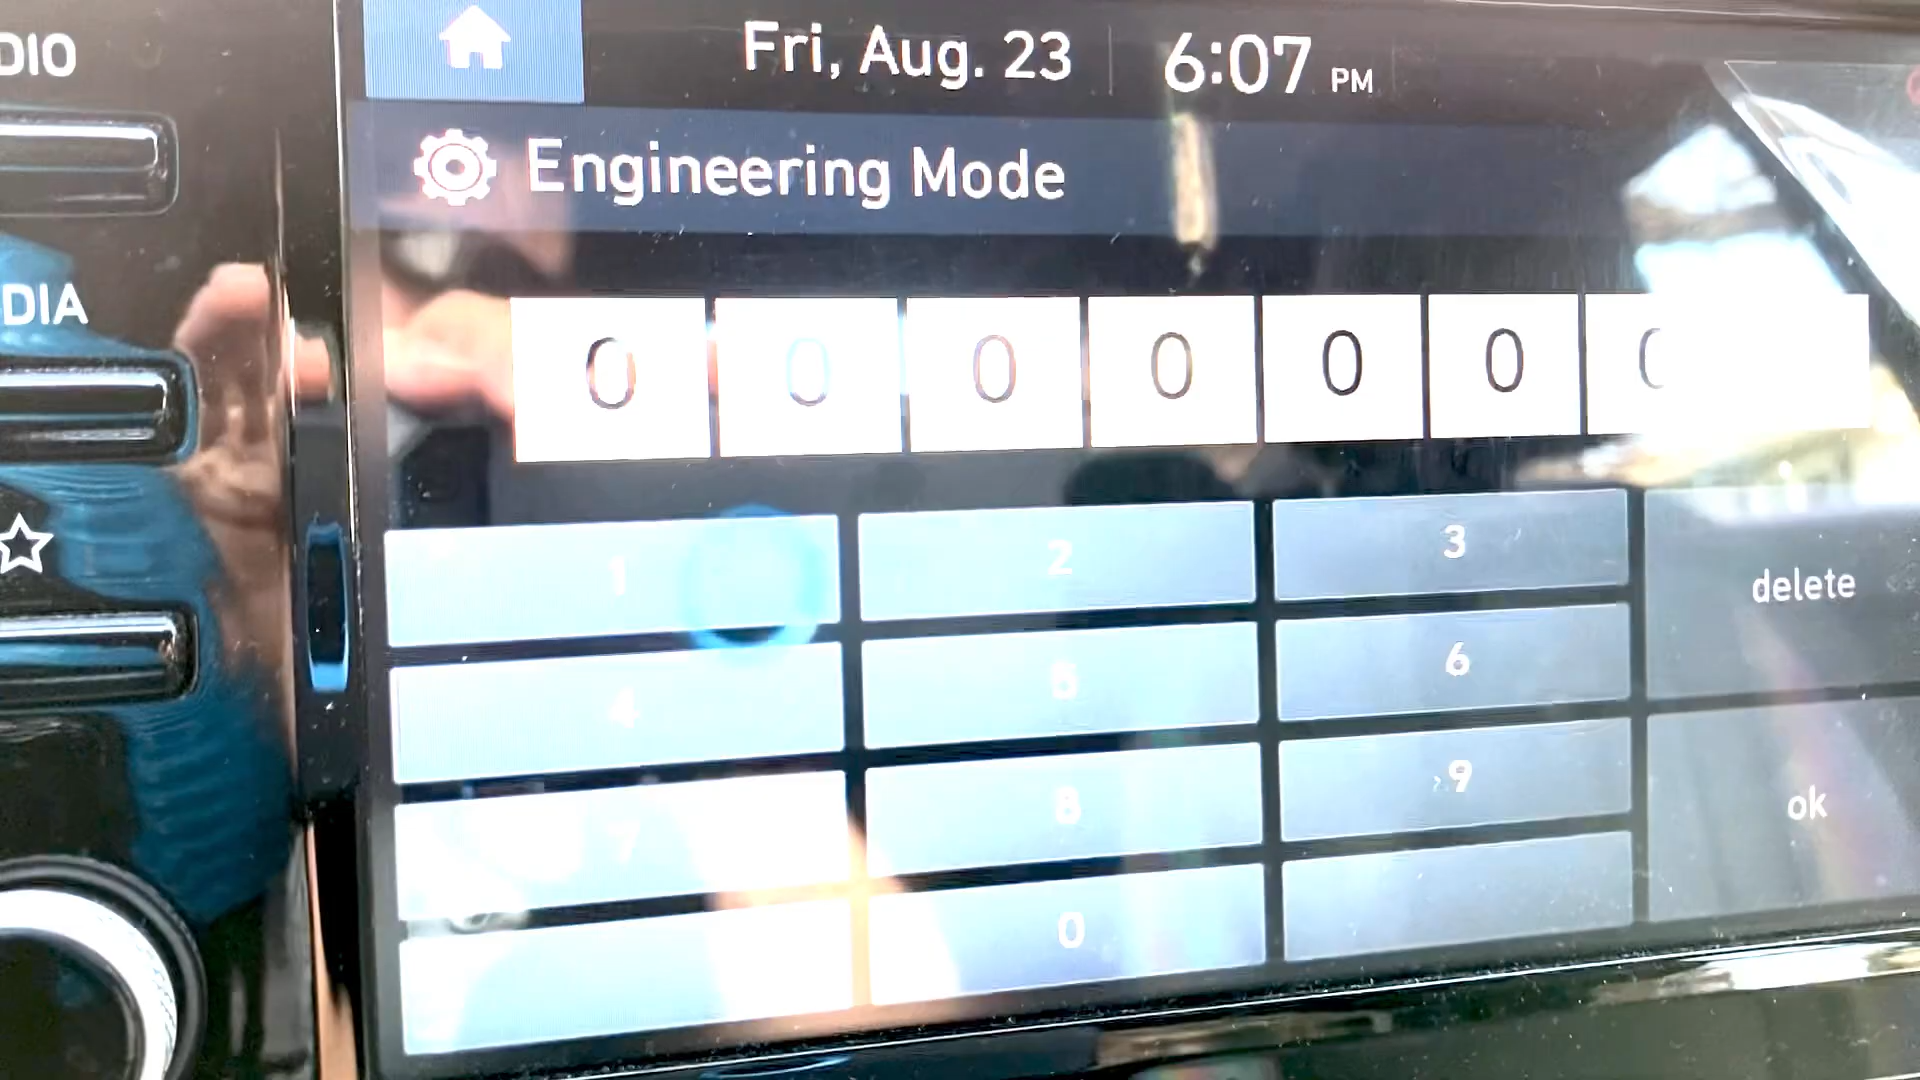 DIO
Fri, Aug. 23 6:07 PM
Engineering Mode
DIA
0 0 0 0 0 0 0
1 2 3
delete
4 5 6
7 8 9
ok
0